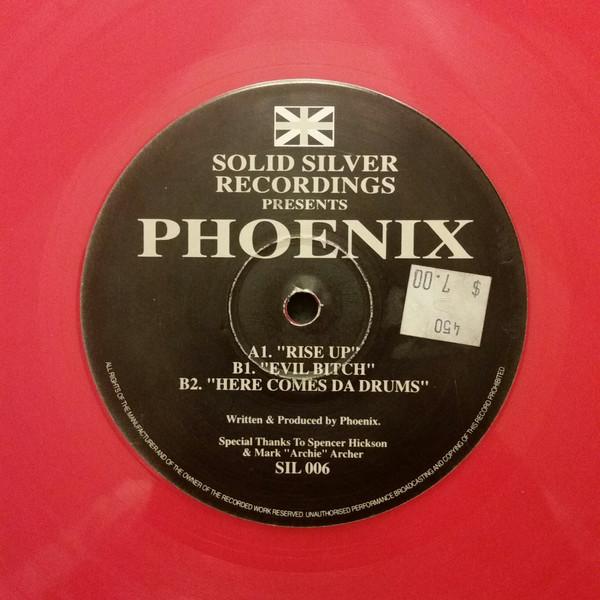 SOLID SILVER
RECORDINGS
PRESENTS
PHOENIX
$ 7.00
450
A1. "RISE UP"
B1. "EVIL BITCH"
B2. "HERE COMES DA DRUMS"
Written & Produced by Phoenix.
Special Thanks To Spencer Hickson
& Mark "Archie" Archer
SIL 006
ALL RIGHTS OF THE MANUFACTURER AND OF THE OWNER OF THE RECORDED WORK RESERVED UNAUTHORISED PERFORMANCE BROADCASTING AND COPYING OF THIS RECORD PROHIBITED